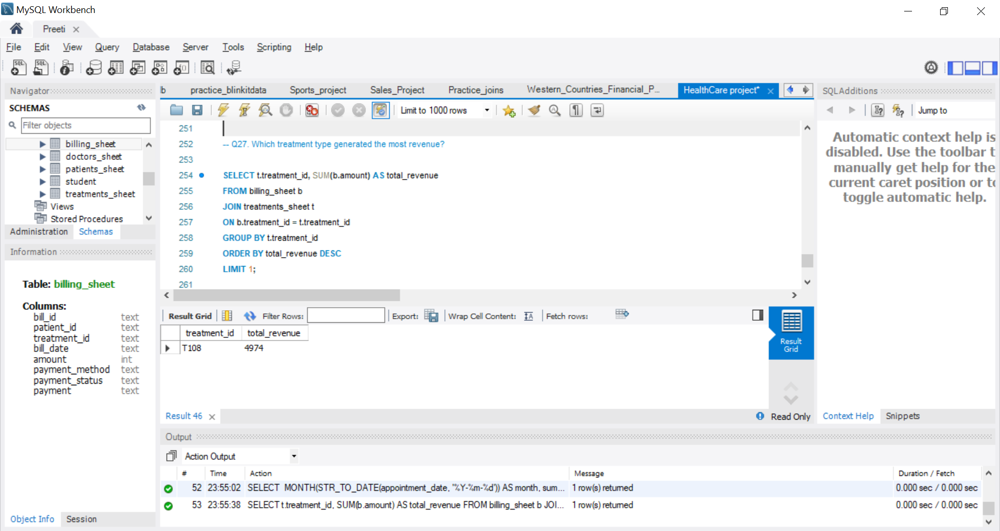 MySQL Workbench
Preeti
File Edit View Query Database Server Tools Scripting Help
Navigator
SCHEMAS
Filter objects
billing_sheet
doctors_sheet
patients_sheet
student
treatments_sheet
Views
Stored Procedures
Administration Schemas
Information
Table: billing_sheet
Columns:
bill_id text
patient_id text
treatment_id text
bill_date text
amount int
payment_method text
payment_status text
payment text
Object Info Session
lb practice_blinkitdata Sports_project Sales_Project Practice_joins Western_Countries_Financial_P... HealthCare project*
Limit to 1000 rows
251
252 -- Q27. Which treatment type generated the most revenue?
253
254 SELECT t.treatment_id, SUM(b.amount) AS total_revenue
255 FROM billing_sheet b
256 JOIN treatments_sheet t
257 ON b.treatment_id = t.treatment_id
258 GROUP BY t.treatment_id
259 ORDER BY total_revenue DESC
260 LIMIT 1;
261
Result Grid Filter Rows: Export: Wrap Cell Content: Fetch rows:
treatment_id total_revenue
T108 4974
Result
Grid
Result 46
Read Only
SQLAdditions
Jump to
Automatic context help is
disabled. Use the toolbar t
manually get help for the
current caret position or to
toggle automatic help.
Context Help Snippets
Output
Action Output
# Time Action Message Duration / Fetch
52 23:55:02 SELECT MONTH(STR_TO_DATE(appointment_date, '%Y-%m-%d')) AS month, sum... 1 row(s) returned 0.000 sec / 0.000 sec
53 23:55:38 SELECT t.treatment_id, SUM(b.amount) AS total_revenue FROM billing_sheet b JOI... 1 row(s) returned 0.000 sec / 0.000 sec